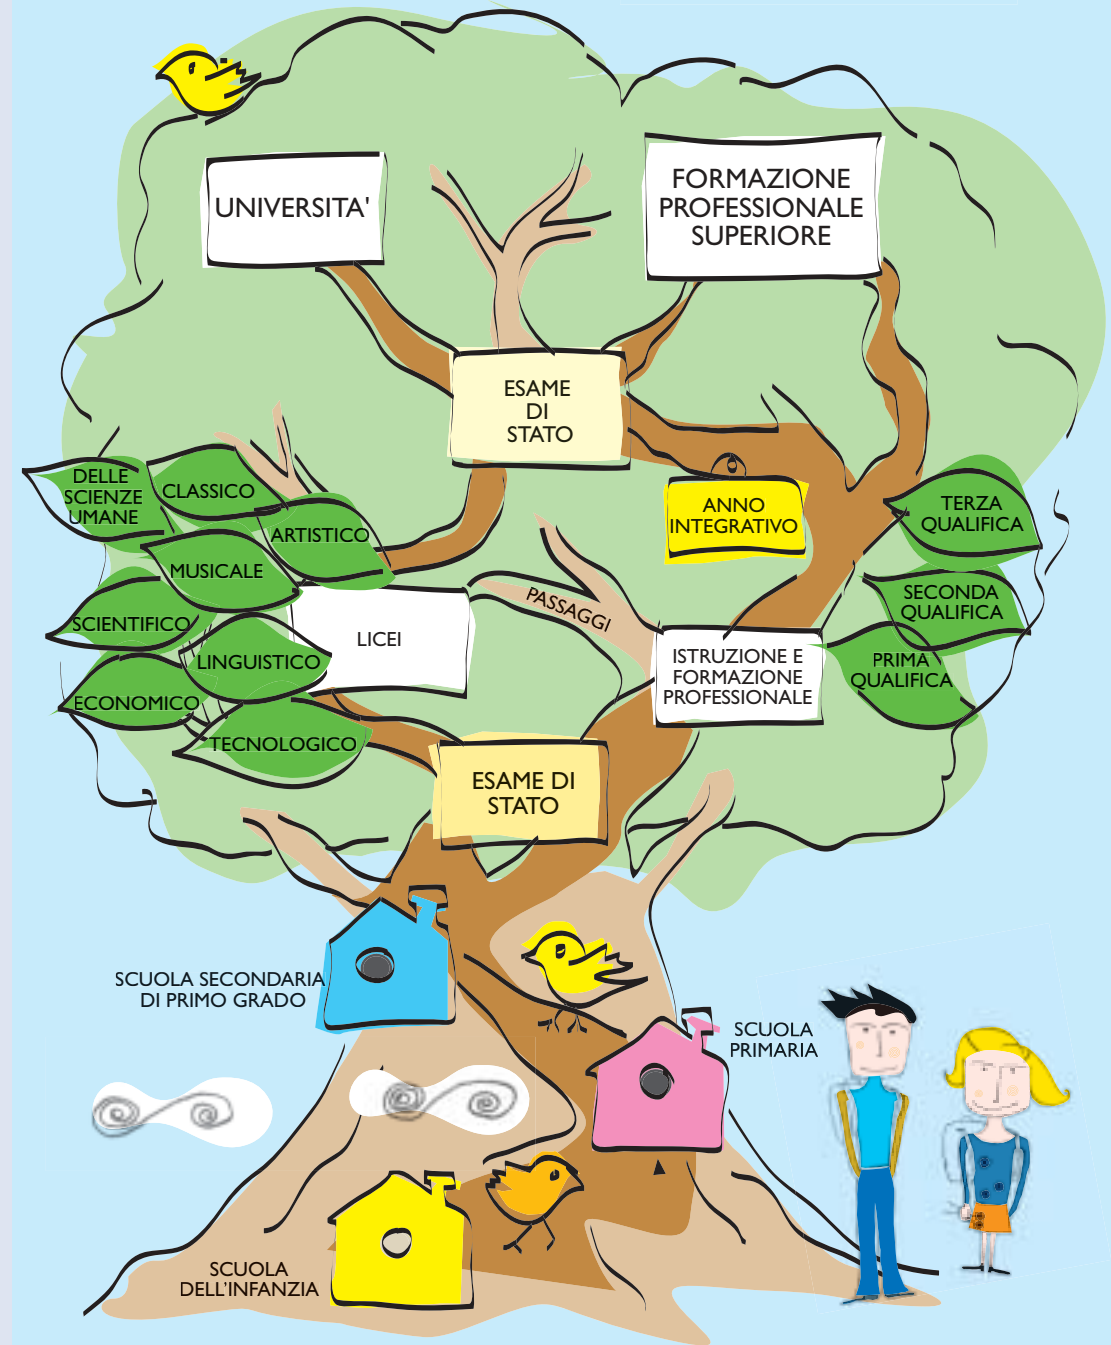 UNIVERSITA'
FORMAZIONE
PROFESSIONALE
SUPERIORE
ESAME
DI
STATO
DELLE
SCIENZE
UMANE
CLASSICO
ARTISTICO
MUSICALE
SCIENTIFICO
LINGUISTICO
ECONOMICO
TECNOLOGICO
LICEI
PASSAGGI
ANNO
INTEGRATIVO
TERZA
QUALIFICA
SECONDA
QUALIFICA
PRIMA
QUALIFICA
ISTRUZIONE E
FORMAZIONE
PROFESSIONALE
ESAME DI
STATO
SCUOLA SECONDARIA
DI PRIMO GRADO
SCUOLA
PRIMARIA
SCUOLA
DELL'INFANZIA